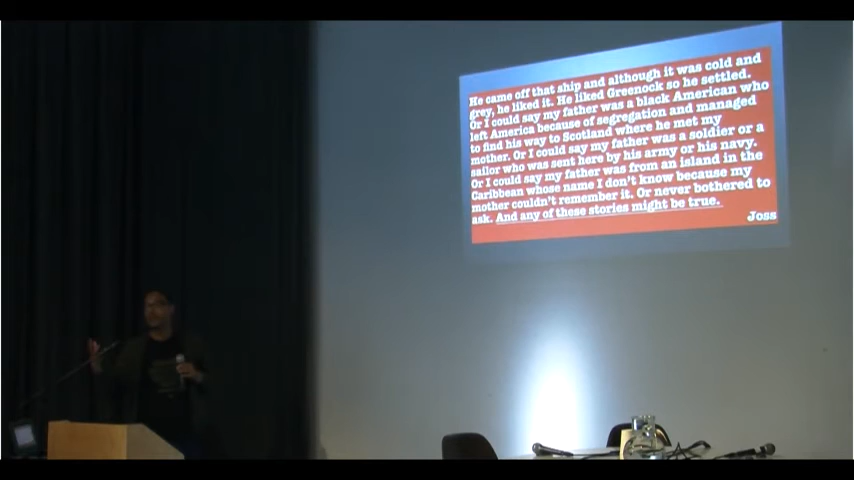 He came off that ship and although it was cold and
grey, he liked it. He liked Greenock so he settled.
Or I could say my father was a black American who
left America because of segregation and managed
to find his way to Scotland where he met my
mother. Or I could say my father was a soldier or a
sailor who was sent here by his army or his navy.
Or I could say my father was from an island in the
Caribbean whose name I don't know because my
mother couldn't remember it. Or never bothered to
ask. And any of these stories might be true.
Joss